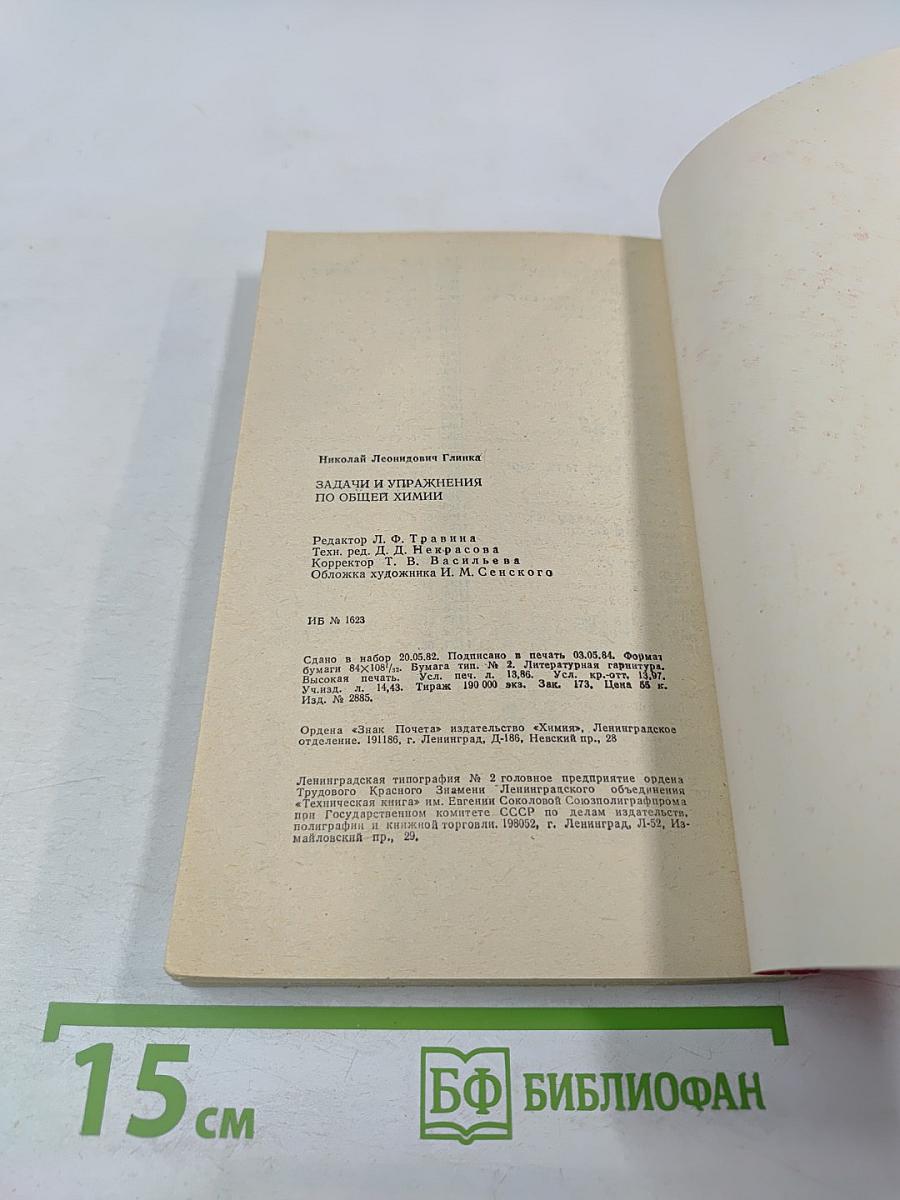 Николай Леонидович Глинка
ЗАДАЧИ И УПРАЖНЕНИЯ
ПО ОБЩЕЙ ХИМИИ
Редактор Л. Ф. Травина
Техн. ред. Д. Д. Некрасова
Корректор Т. В. Васильева
Обложка художника И. М. Сенского
ИБ № 1623
Сдано в набор 20.05.82. Подписано в печать 03.05.84. Формат
бумаги 84×108¹/₃₂. Бумага тип. № 2. Литературная гарнитура.
Высокая печать. Усл. печ. л. 13,86. Усл. кр.-отт. 13,97.
Уч.изд. л. 14,43. Тираж 190 000 экз. Зак. 173. Цена 55 к.
Изд. № 2885.
Ордена «Знак Почета» издательство «Химия», Ленинградское
отделение. 191186, г. Ленинград, Д-186, Невский пр., 28
Ленинградская типография № 2 головное предприятие ордена
Трудового Красного Знамени Ленинградского объединения
«Техническая книга» им. Евгении Соколовой Союзполиграфпрома
при Государственном комитете СССР по делам издательств,
полиграфии и книжной торговли. 198052, г. Ленинград, Л-52, Из-
майловский пр., 29.
15 см
БФ БИБЛИОФАН